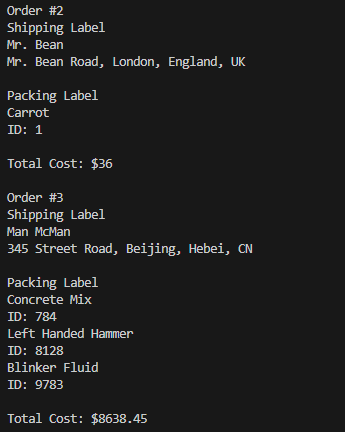 Order #2
Shipping Label
Mr. Bean
Mr. Bean Road, London, England, UK
Packing Label
Carrot
ID: 1
Total Cost: $36
Order #3
Shipping Label
Man McMan
345 Street Road, Beijing, Hebei, CN
Packing Label
Concrete Mix
ID: 784
Left Handed Hammer
ID: 8128
Blinker Fluid
ID: 9783
Total Cost: $8638.45